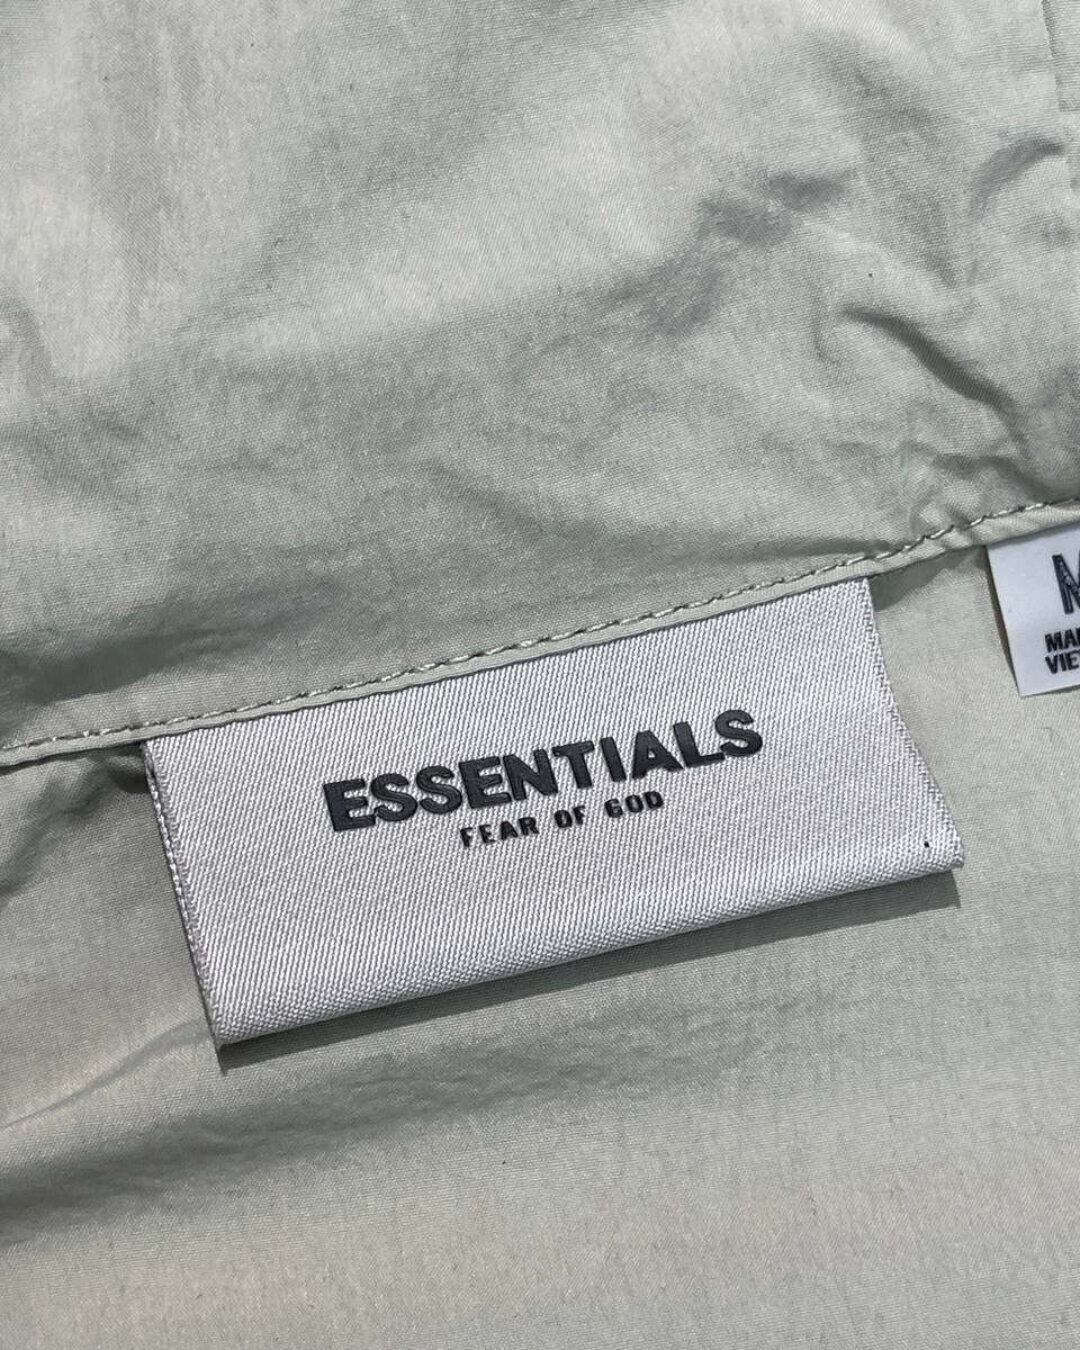 ESSENTIALS
FEAR OF GOD
M